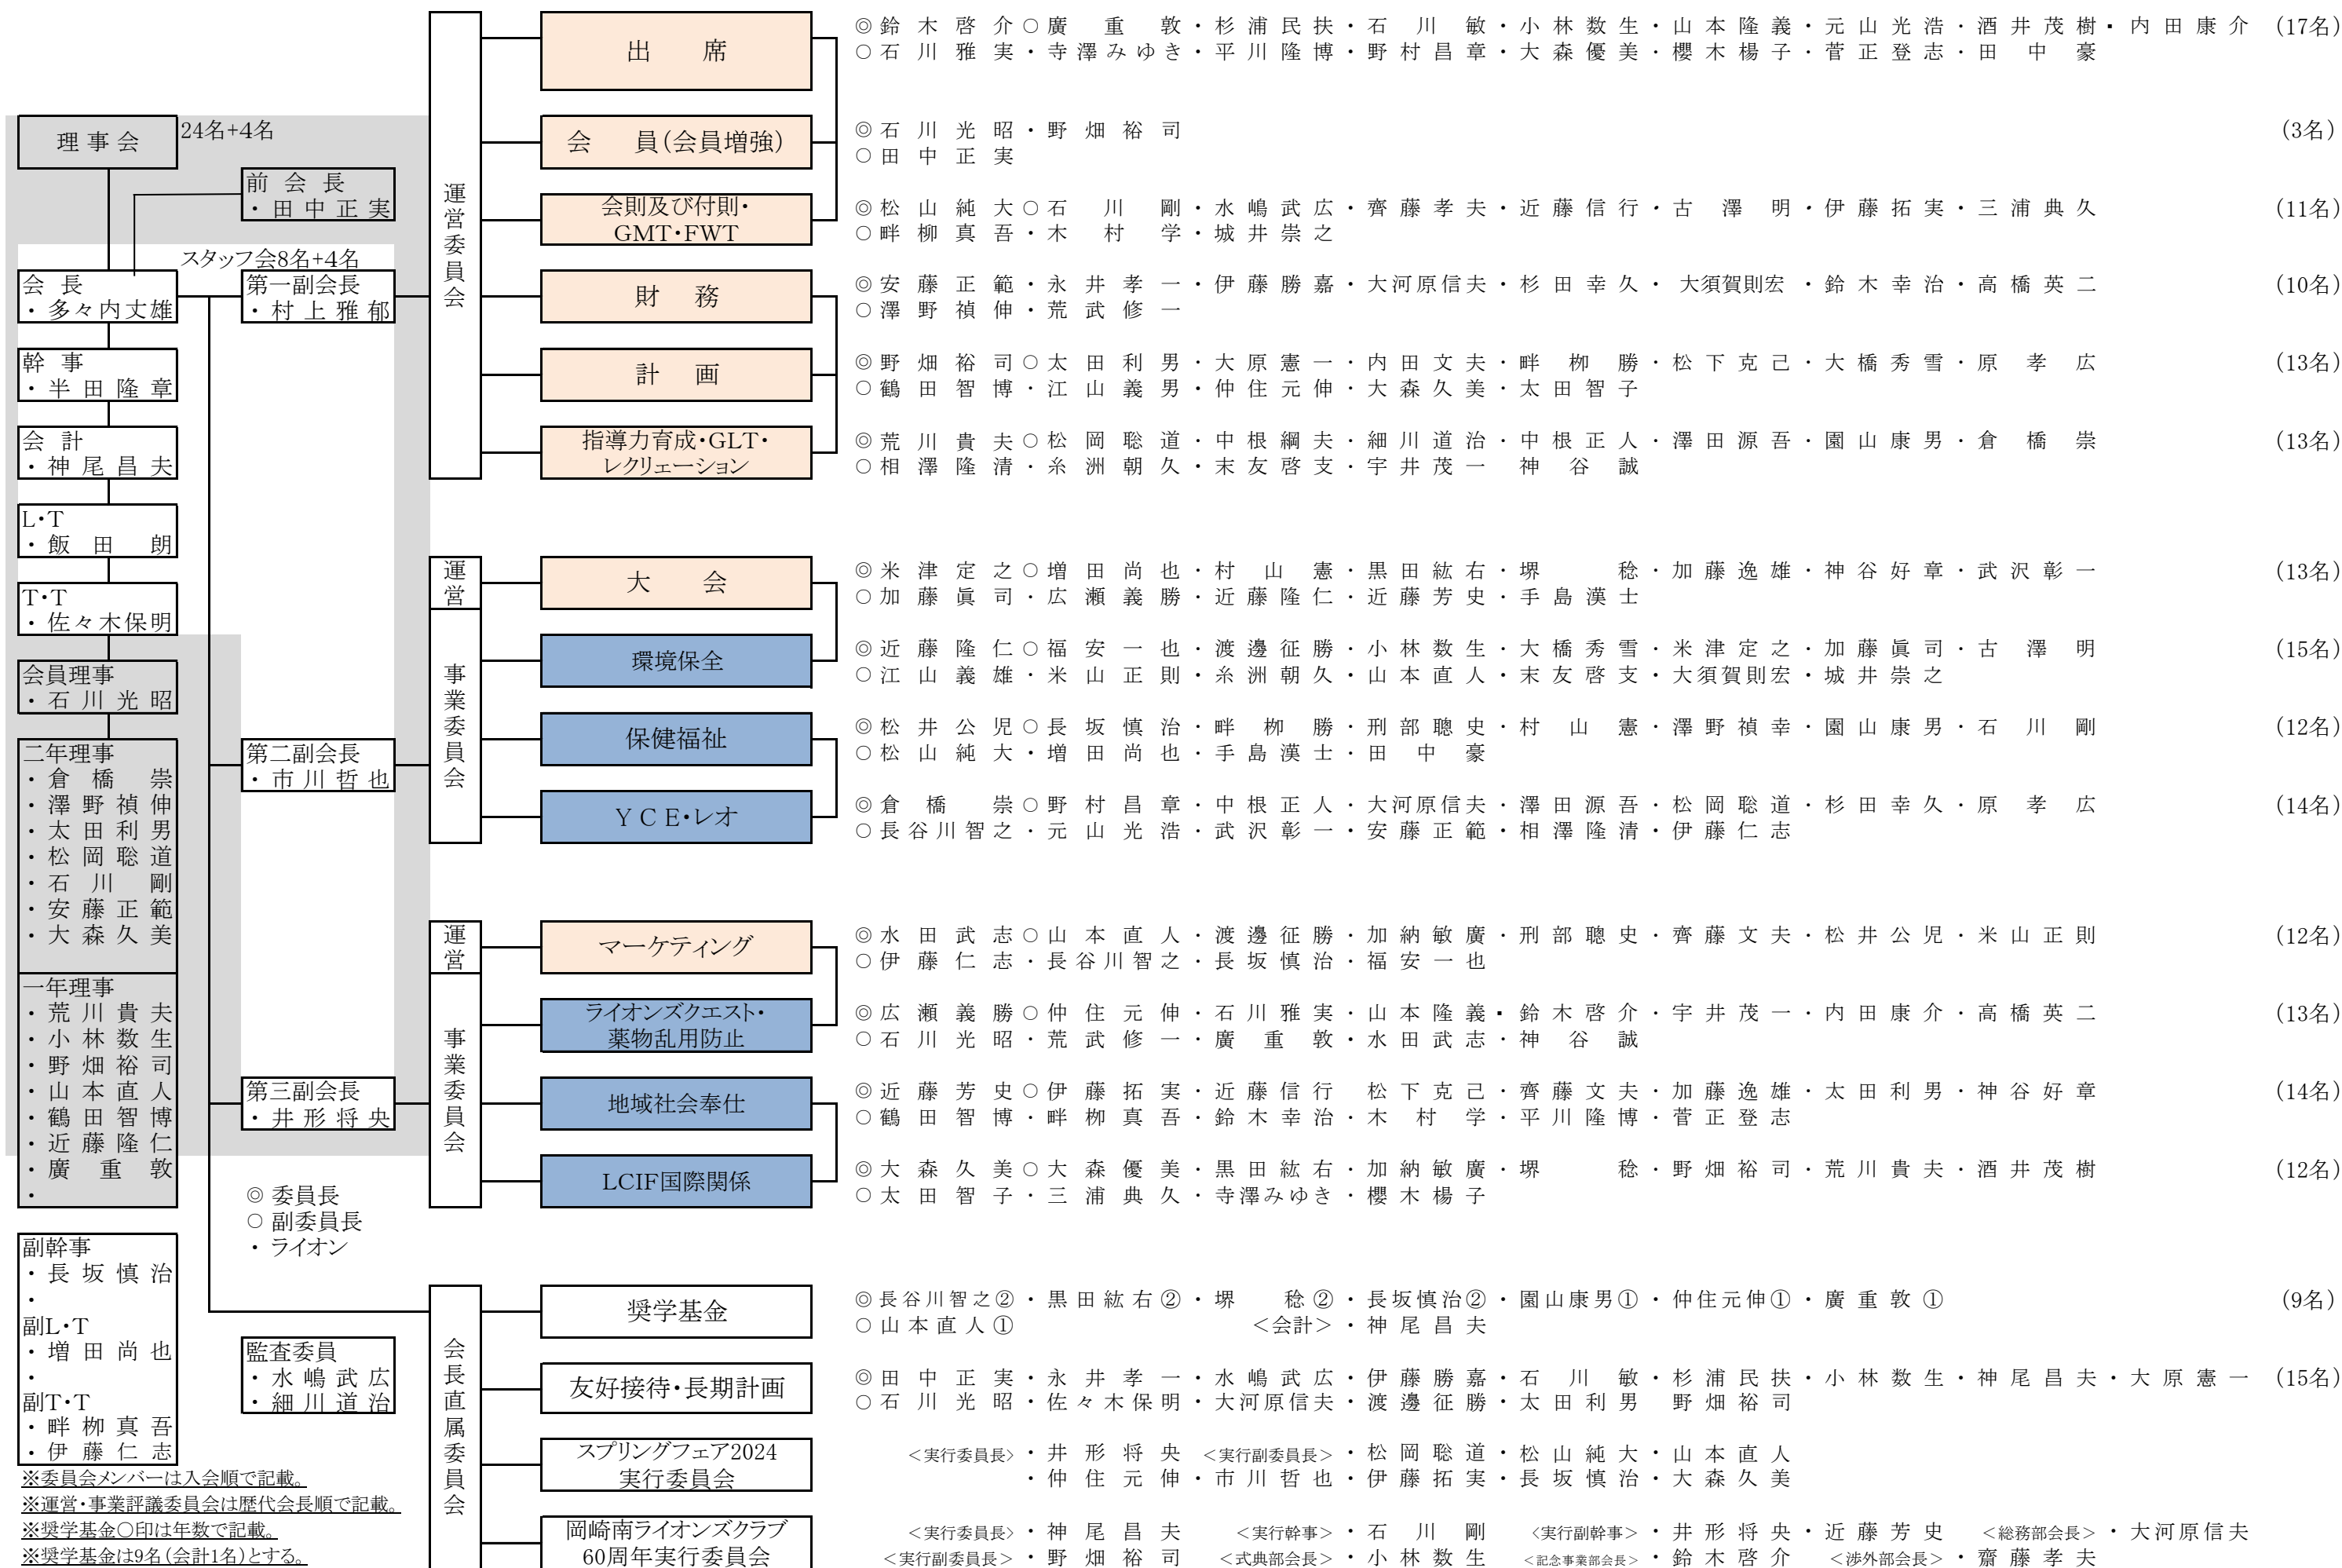 理事会
24名+4名
前会長
・田中正実
スタッフ会8名+4名
会長
・多々内丈雄
第一副会長
・村上雅郁
幹事
・半田隆章
会計
・神尾昌夫
L・T
・飯田朗
T・T
・佐々木保明
会員理事
・石川光昭
二年理事
・倉橋崇
・澤野禎伸
・太田利男
・松岡聡道
・石川剛
・安藤正範
・大森久美
第二副会長
・市川哲也
一年理事
・荒川貴夫
・小林数生
・野畑裕司
・山本直人
・鶴田智博
・近藤隆仁
・廣重敦
・
第三副会長
・井形将央
◎ 委員長
○ 副委員長
・ ライオン
副幹事
・長坂慎治
・
副L・T
・増田尚也
・
副T・T
・畔栁真吾
・伊藤仁志
監査委員
・水嶋武広
・細川道治
※委員会メンバーは入会順で記載。
※運営・事業評議委員会は歴代会長順で記載。
※奨学基金○印は年数で記載。
※奨学基金は9名(会計1名)とする。
運営委員会
出席
◎鈴木啓介○廣重敦・杉浦民扶・石川敏・小林数生・山本隆義・元山光浩・酒井茂樹▪内田康介 (17名)
○石川雅実・寺澤みゆき・平川隆博・野村昌章・大森優美・櫻木楊子・菅正登志・田中豪
会員(会員増強)
◎石川光昭・野畑裕司 (3名)
○田中正実
会則及び付則・
GMT・FWT
◎松山純大○石川剛・水嶋武広・齊藤孝夫・近藤信行・古澤明・伊藤拓実・三浦典久 (11名)
○畔柳真吾・木村学・城井崇之
財務
◎安藤正範・永井孝一・伊藤勝嘉・大河原信夫・杉田幸久・大須賀則宏・鈴木幸治・高橋英二 (10名)
○澤野禎伸・荒武修一
計画
◎野畑裕司○太田利男・大原憲一・内田文夫・畔栁勝・松下克己・大橋秀雪・原孝広 (13名)
○鶴田智博・江山義男・仲住元伸・大森久美・太田智子
指導力育成・GLT・
レクリェーション
◎荒川貴夫○松岡聡道・中根綱夫・細川道治・中根正人・澤田源吾・園山康男・倉橋崇 (13名)
○相澤隆清・糸洲朝久・末友啓支・宇井茂一 神谷誠
運営
事業委員会
大会
◎米津定之○増田尚也・村山憲・黒田紘右・堺稔・加藤逸雄・神谷好章・武沢彰一 (13名)
○加藤眞司・広瀬義勝・近藤隆仁・近藤芳史・手島漢士
環境保全
◎近藤隆仁○福安一也・渡邊征勝・小林数生・大橋秀雪・米津定之・加藤眞司・古澤明 (15名)
○江山義雄・米山正則・糸洲朝久・山本直人・末友啓支・大須賀則宏・城井崇之
保健福祉
◎松井公児○長坂慎治・畔栁勝・刑部聰史・村山憲・澤野禎幸・園山康男・石川剛 (12名)
○松山純大・増田尚也・手島漢士・田中豪
YCE・レオ
◎倉橋崇○野村昌章・中根正人・大河原信夫・澤田源吾・松岡聡道・杉田幸久・原孝広 (14名)
○長谷川智之・元山光浩・武沢彰一・安藤正範・相澤隆清・伊藤仁志
運営
事業委員会
マーケティング
◎水田武志○山本直人・渡邊征勝・加納敏廣・刑部聰史・齊藤文夫・松井公児・米山正則 (12名)
○伊藤仁志・長谷川智之・長坂慎治・福安一也
ライオンズクエスト・
薬物乱用防止
◎広瀬義勝○仲住元伸・石川雅実・山本隆義▪鈴木啓介・宇井茂一・内田康介・高橋英二 (13名)
○石川光昭・荒武修一・廣重敦・水田武志・神谷誠
地域社会奉仕
◎近藤芳史○伊藤拓実・近藤信行 松下克己・齊藤文夫・加藤逸雄・太田利男・神谷好章 (14名)
○鶴田智博・畔栁真吾・鈴木幸治・木村学・平川隆博・菅正登志
LCIF国際関係
◎大森久美○大森優美・黒田紘右・加納敏廣・堺稔・野畑裕司・荒川貴夫・酒井茂樹 (12名)
○太田智子・三浦典久・寺澤みゆき・櫻木楊子
会長直属委員会
奨学基金
◎長谷川智之②・黒田紘右②・堺稔②・長坂慎治②・園山康男①・仲住元伸①・廣重敦① (9名)
○山本直人① <会計>・神尾昌夫
友好接待・長期計画
◎田中正実・永井孝一・水嶋武広・伊藤勝嘉・石川敏・杉浦民扶・小林数生・神尾昌夫・大原憲一 (15名)
○石川光昭・佐々木保明・大河原信夫・渡邊征勝・太田利男 野畑裕司
スプリングフェア2024
実行委員会
<実行委員長>・井形将央 <実行副委員長>・松岡聡道・松山純大・山本直人
・仲住元伸・市川哲也・伊藤拓実・長坂慎治・大森久美
岡崎南ライオンズクラブ
60周年実行委員会
<実行委員長>・神尾昌夫 <実行幹事>・石川剛 <実行副幹事>・井形将央・近藤芳史 <総務部会長>・大河原信夫
<実行副委員長>・野畑裕司 <式典部会長>・小林数生 <記念事業部会長>・鈴木啓介 <渉外部会長>・齋藤孝夫